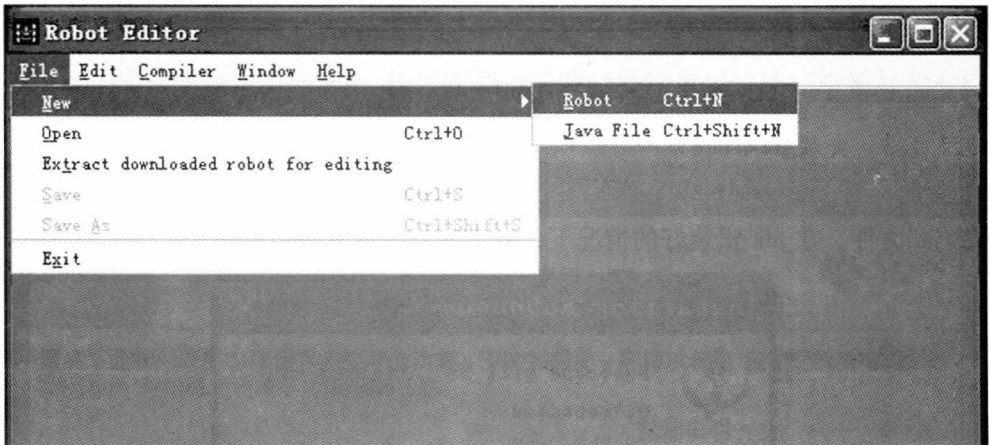 Robot Editor
File Edit Compiler Window Help
New
Open Ctrl+O
Extract downloaded robot for editing
Save Ctrl+S
Save As Ctrl+Shift+S
Exit
Robot Ctrl+N
Java File Ctrl+Shift+N